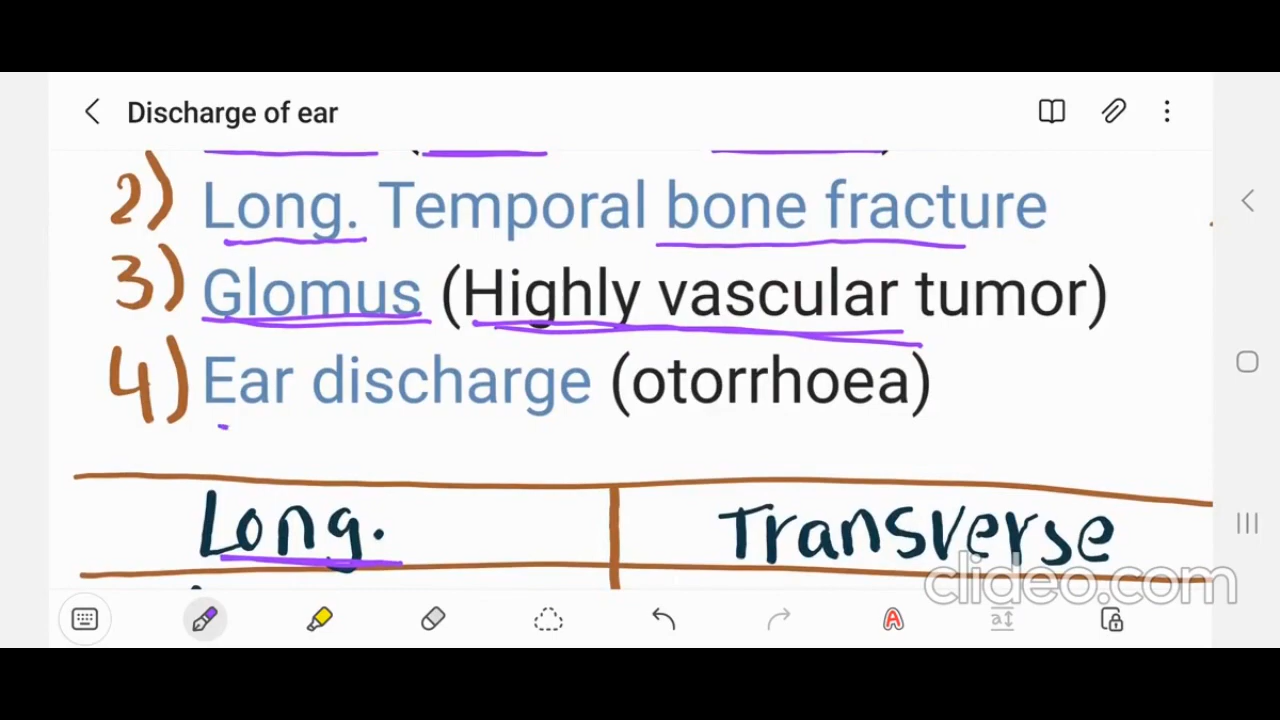 Discharge of ear
2) Long. Temporal bone fracture
3) Glomus (Highly vascular tumor)
4) Ear discharge (otorrhoea)
Long. Transverse
clideo.com